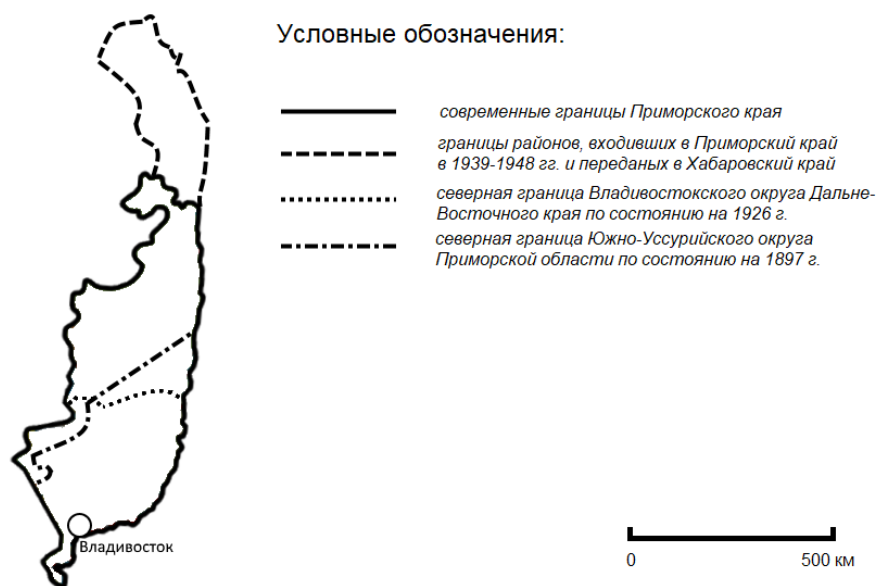 Условные обозначения:
современные границы Приморского края
границы районов, входивших в Приморский край
в 1939-1948 гг. и переданых в Хабаровский край
северная граница Владивостокского округа Дальне-
Восточного края по состоянию на 1926 г.
северная граница Южно-Уссурийского округа
Приморской области по состоянию на 1897 г.
Владивосток
0
500 км